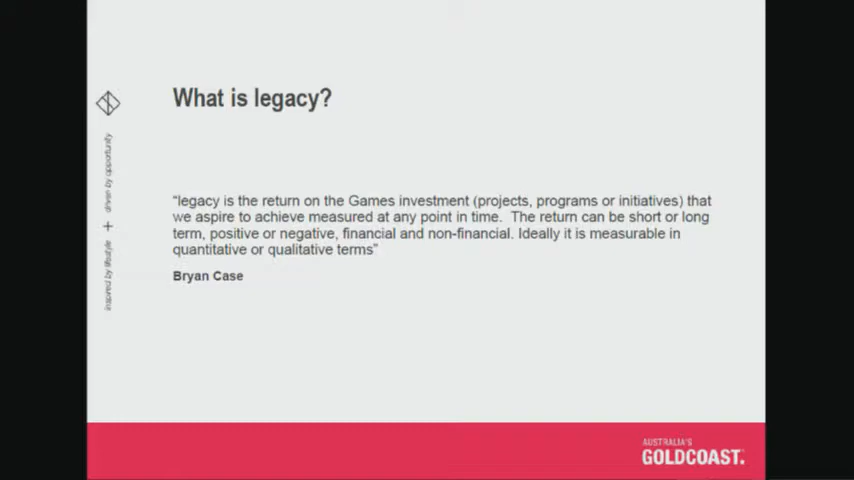 What is legacy?
“legacy is the return on the Games investment (projects, programs or initiatives) that
we aspire to achieve measured at any point in time.  The return can be short or long
term, positive or negative, financial and non-financial. Ideally it is measurable in
quantitative or qualitative terms”
Bryan Case
inspired by lifestyle + driven by opportunity
AUSTRALIA'S
GOLDCOAST.